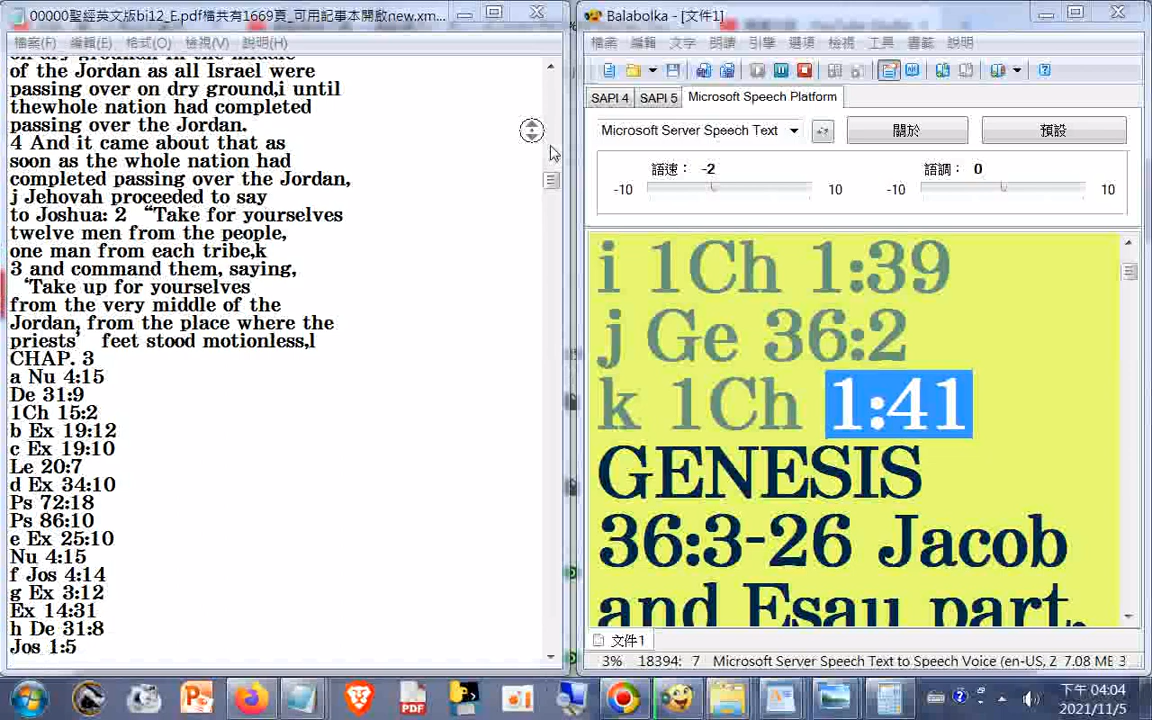 00000聖經英文版bi12_E.pdf檔共有1669頁_可用記事本開啟new.xm...
檔案(F) 編輯(E) 格式(O) 檢視(V) 說明(H)
on dry ground in the middle
of the Jordan as all Israel were
passing over on dry ground,i until
thewhole nation had completed
passing over the Jordan.
4 And it came about that as
soon as the whole nation had
completed passing over the Jordan,
j Jehovah proceeded to say
to Joshua: 2 “Take for yourselves
twelve men from the people,
one man from each tribe,k
3 and command them, saying,
‘Take up for yourselves
from the very middle of the
Jordan, from the place where the
priests’ feet stood motionless,l
CHAP. 3
a Nu 4:15
De 31:9
1Ch 15:2
b Ex 19:12
c Ex 19:10
Le 20:7
d Ex 34:10
Ps 72:18
Ps 86:10
e Ex 25:10
Nu 4:15
f Jos 4:14
g Ex 3:12
Ex 14:31
h De 31:8
Jos 1:5
Balabolka - [文件1]
檔案 編輯 文字 朗讀 引擎 選項 檢視 工具 書籤 說明
SAPI 4 SAPI 5 Microsoft Speech Platform
Microsoft Server Speech Text 關於 預設
語速: -2 語調: 0
-10 10 -10 10
i 1Ch 1:39
j Ge 36:2
k 1Ch 1:41
GENESIS
36:3-26 Jacob
and Esau part.
文件1
3% 18394: 7 Microsoft Server Speech Text to Speech Voice (en-US, 2 7.08 MB 3
下午 04:04
2021/11/5